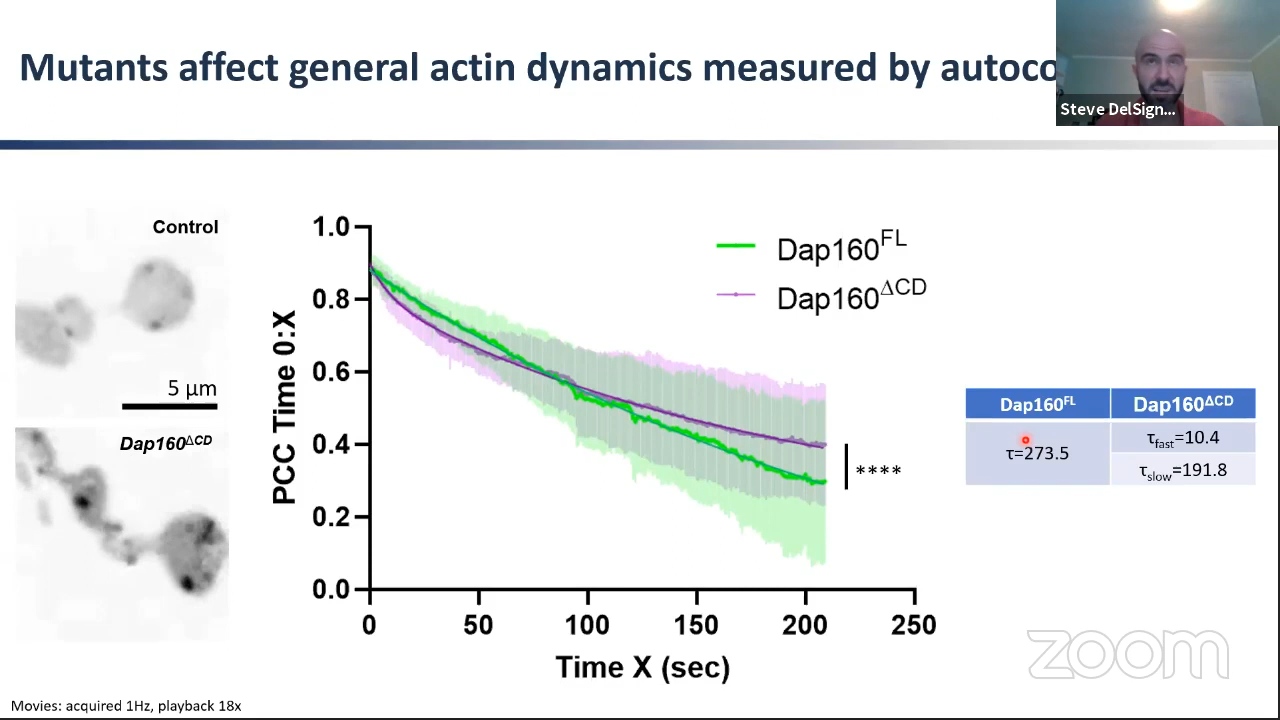 Mutants affect general actin dynamics measured by autoco
Steve DelSign...
Control
5 μm
Dap160ΔCD
1.0
0.8
0.6
0.4
0.2
0.0
PCC Time 0:X
0
50
100
150
200
250
Time X (sec)
Dap160FL
Dap160ΔCD
****
Dap160FL
Dap160ΔCD
τ=273.5
τfast=10.4
τslow=191.8
zoom
Movies: acquired 1Hz, playback 18x